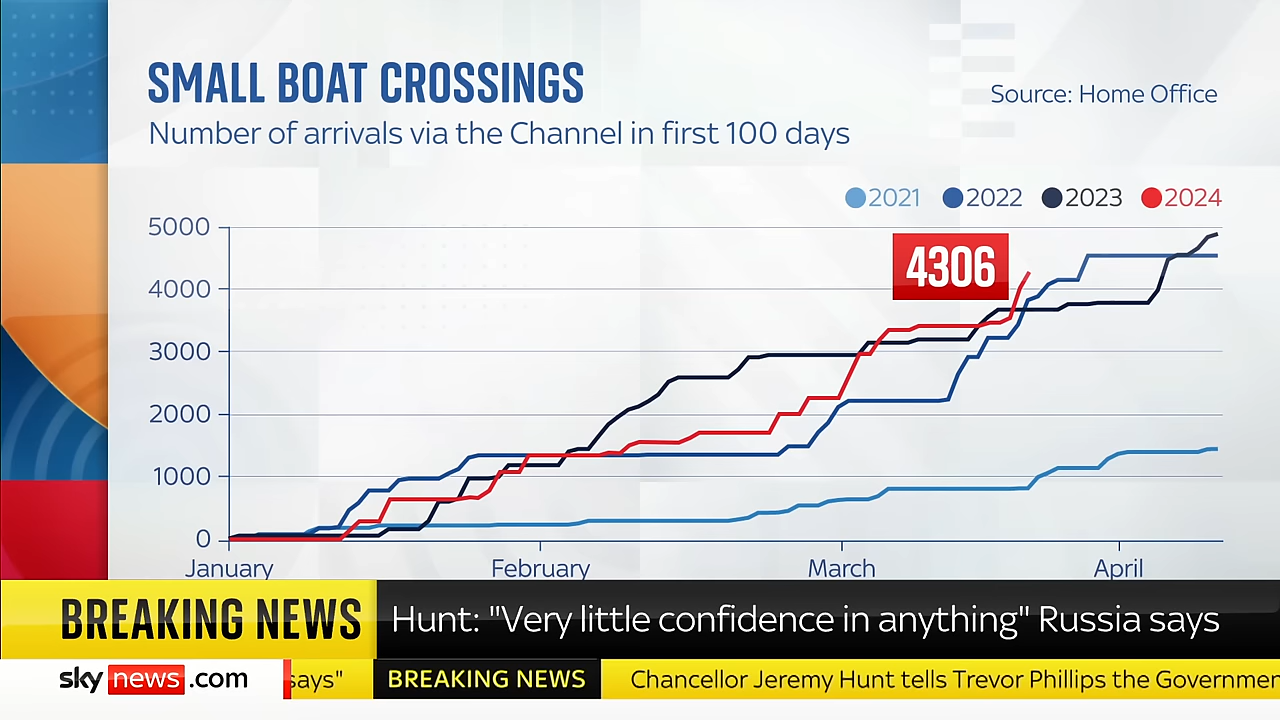 SMALL BOAT CROSSINGS
Source: Home Office
Number of arrivals via the Channel in first 100 days
2021 2022 2023 2024
5000
4306
4000
3000
2000
1000
0
January February March April
BREAKING NEWS
Hunt: "Very little confidence in anything" Russia says
sky news.com
says"
BREAKING NEWS
Chancellor Jeremy Hunt tells Trevor Phillips the Governmen